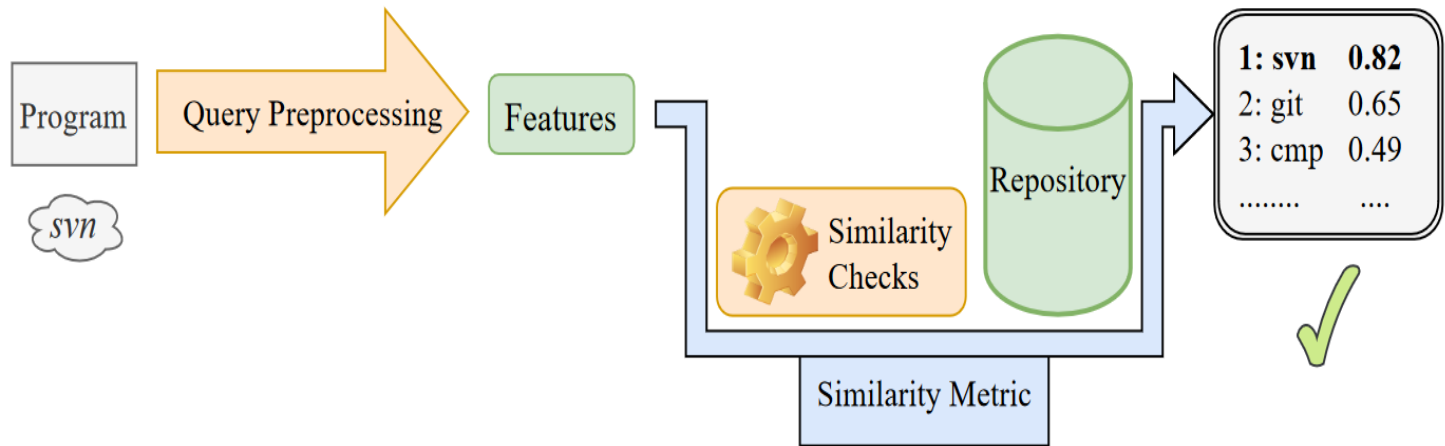 Program
svn
Query Preprocessing
Features
Similarity
Checks
Repository
Similarity Metric
1: svn 0.82
2: git 0.65
3: cmp 0.49
........ ....